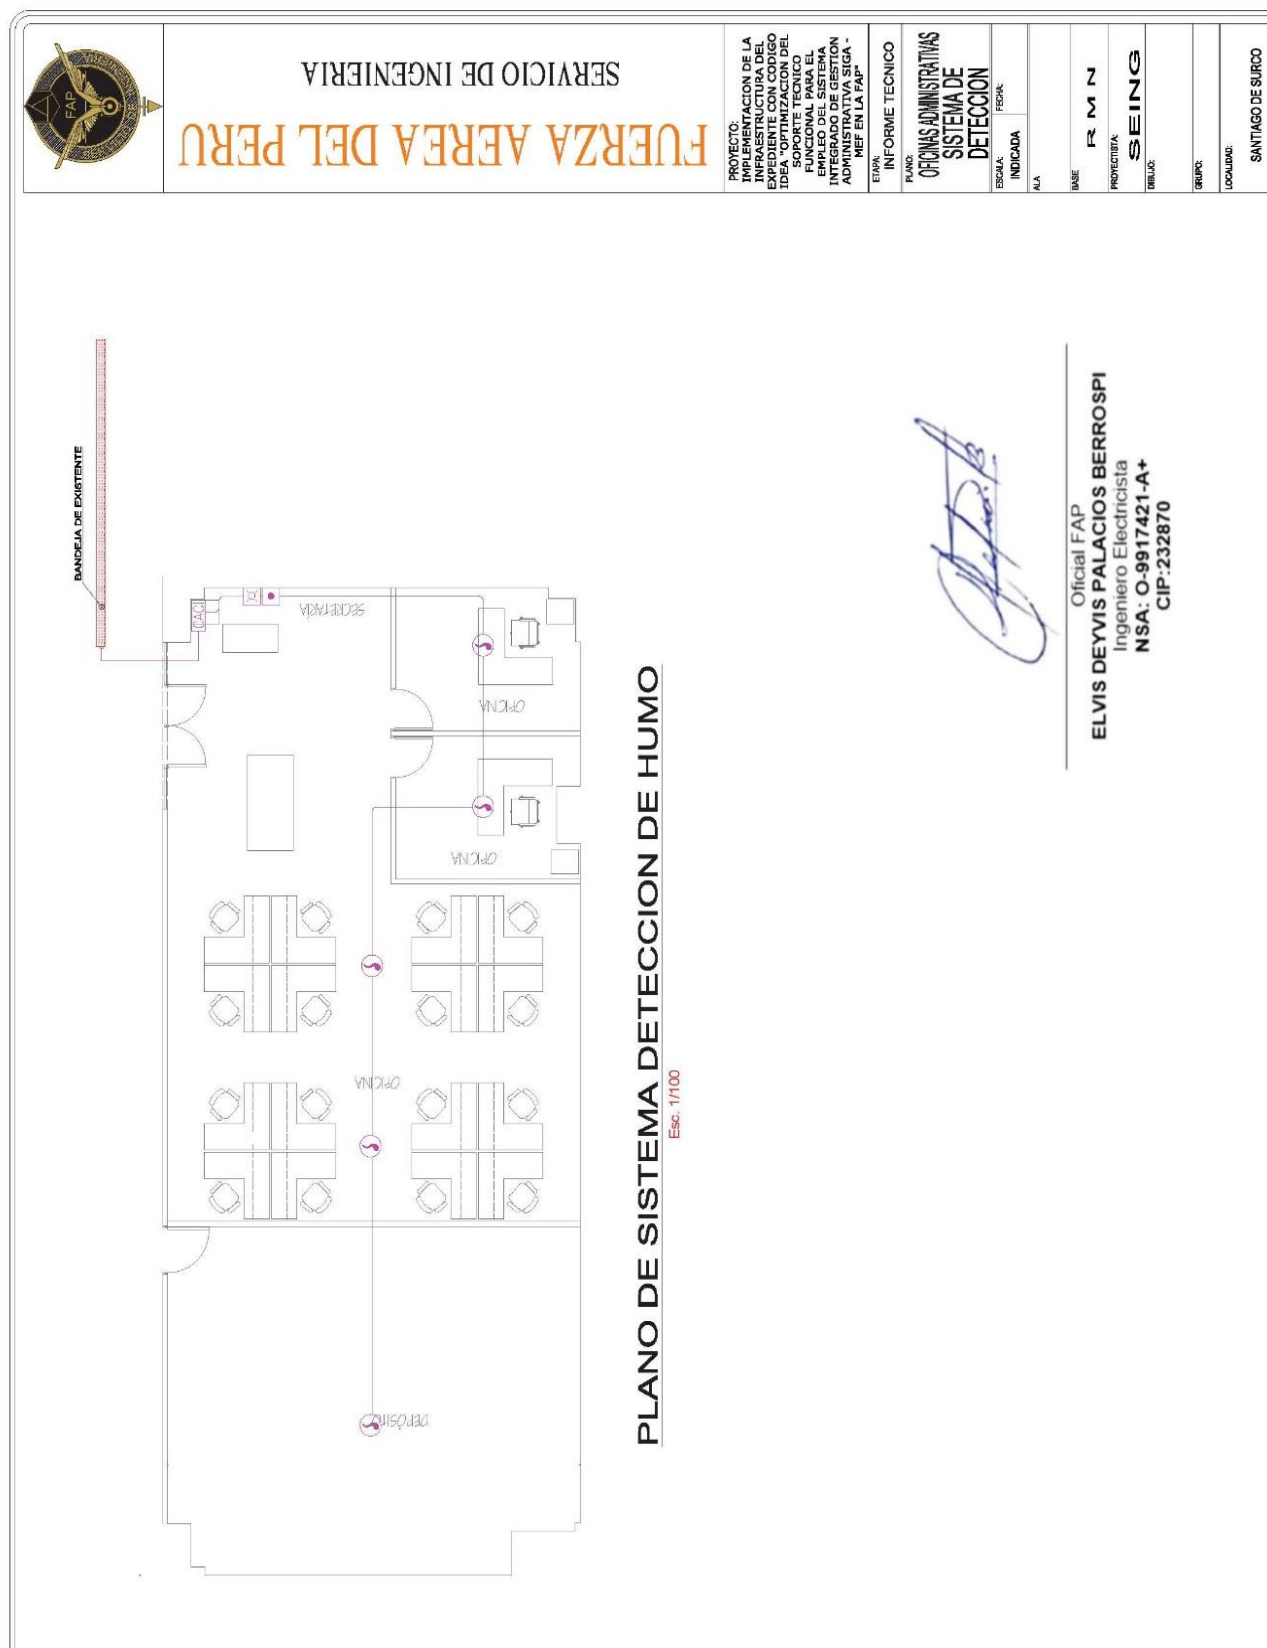 FAP
SERVICIO DE INGENIERIA
FUERZA AEREA DEL PERU
PROYECTO:
IMPLEMENTACION DE LA
INFRAESTRUCTURA DEL
EXPEDIENTE CON CODIGO
IDEA "OPTIMIZACION DEL
SOPORTE TECNICO
FUNCIONAL PARA EL
EMPLEO DEL SISTEMA
INTEGRADO DE GESTION
ADMINISTRATIVA SIGA -
MEF EN LA FAP"
ETAPA:
INFORME TECNICO
PLANO:
OFICINAS ADMINISTRATIVAS
SISTEMA DE
DETECCION
ESCALA:
INDICADA
FECHA:
ALA
BASE
R M N
PROYECTISTA:
SEING
DIBUJO:
GRUPO:
LOCALIDAD:
SANTIAGO DE SURCO
BANDEJA DE EXISTENTE
CACI
SECRETARÍA
OFICINA
OFICINA
OFICINA
DEPÓSITO
PLANO DE SISTEMA DETECCION DE HUMO
Esc. 1/100
Oficial FAP
ELVIS DEYVIS PALACIOS BERROSPI
Ingeniero Electricista
NSA: O-9917421-A+
CIP:232870